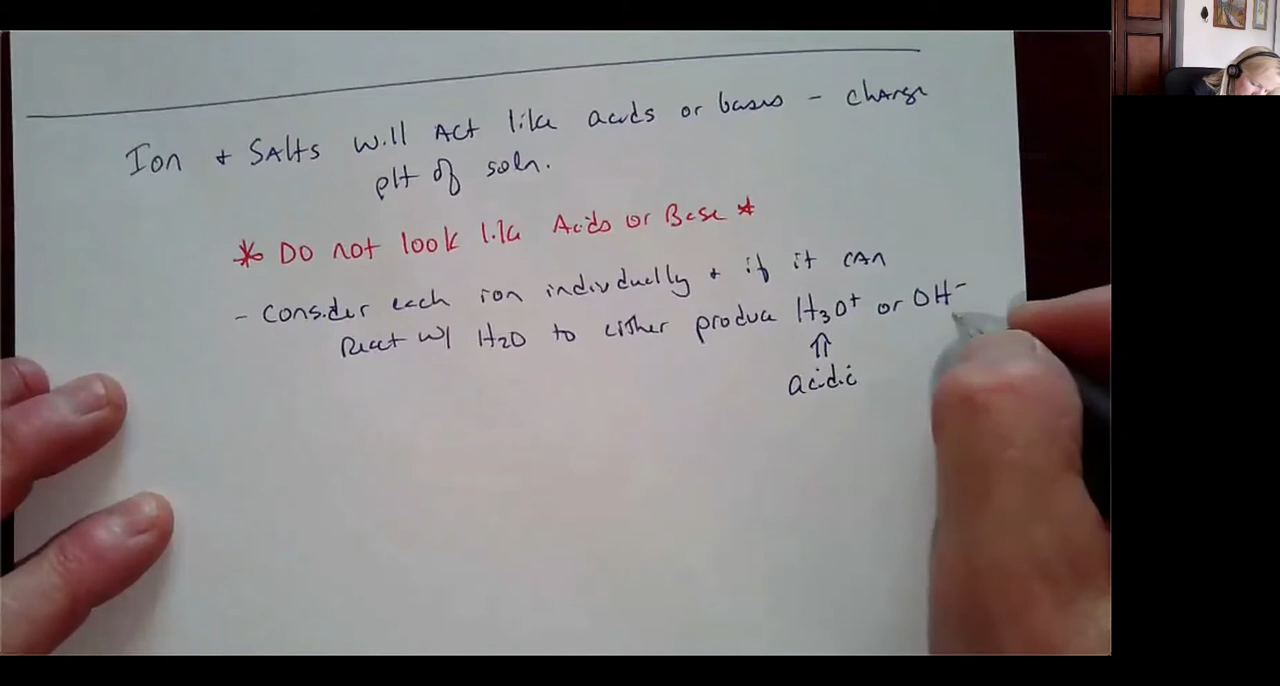 Ion + SAlts will Act like acids or bases - change
pH of soln.
* Do not look like Acids or Base *
- Consider each ion individually + if it can
React w/ H2O to either produce H3O+ or OH-
⇑
acidic